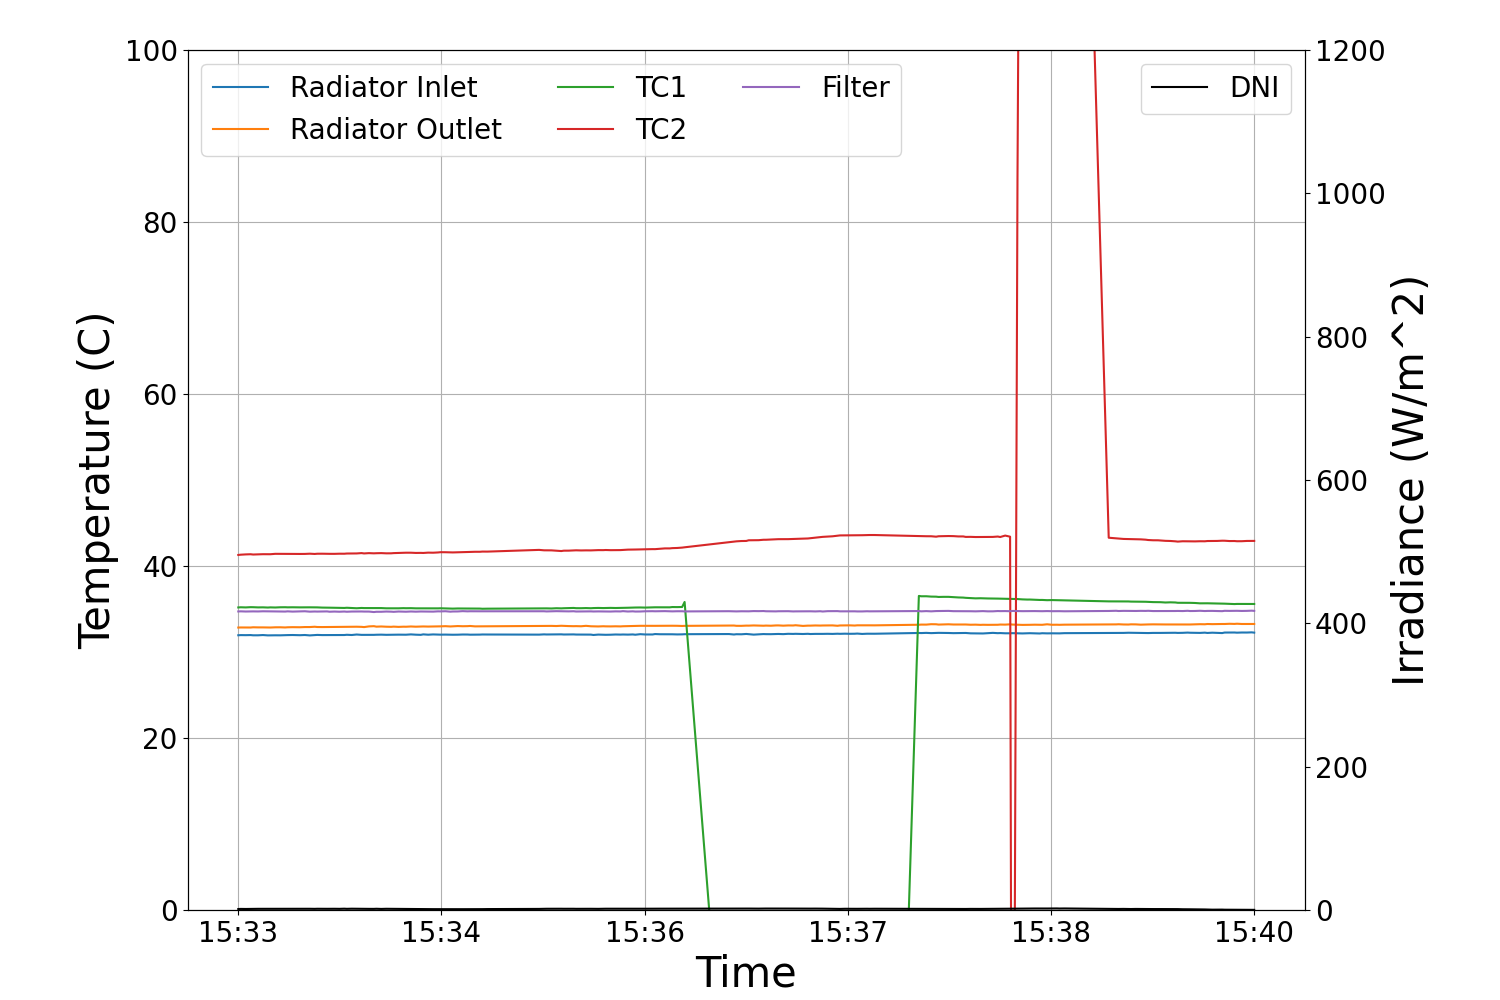 Radiator Inlet
Radiator Outlet
TC1
TC2
Filter
DNI
Temperature (C)
100
80
60
40
20
0
1200
1000
800
600
400
200
0
Irradiance (W/m^2)
15:33 15:34 15:36 15:37 15:38 15:40
Time